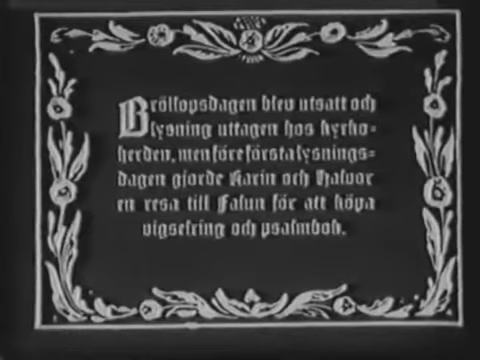 Bröllopsdagen blev utsatt och
lysning uttagen hos kyrko-
herden, men före första lysnings-
dagen gjorde Karin och Halvor
en resa till Falun för att köpa
vigselring och psalmbok.